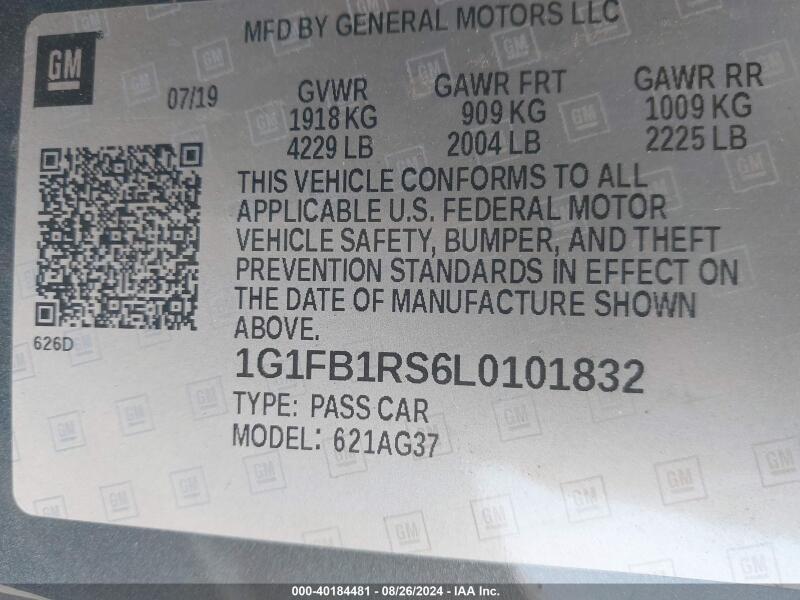 MFD BY GENERAL MOTORS LLC
GM
07/19
GVWR
1918 KG
4229 LB
GAWR FRT
909 KG
2004 LB
GAWR RR
1009 KG
2225 LB
THIS VEHICLE CONFORMS TO ALL
APPLICABLE U.S. FEDERAL MOTOR
VEHICLE SAFETY, BUMPER, AND THEFT
PREVENTION STANDARDS IN EFFECT ON
THE DATE OF MANUFACTURE SHOWN
ABOVE.
626D
1G1FB1RS6L0101832
TYPE: PASS CAR
MODEL: 621AG37
000-40184481 - 08/26/2024 - IAA Inc.